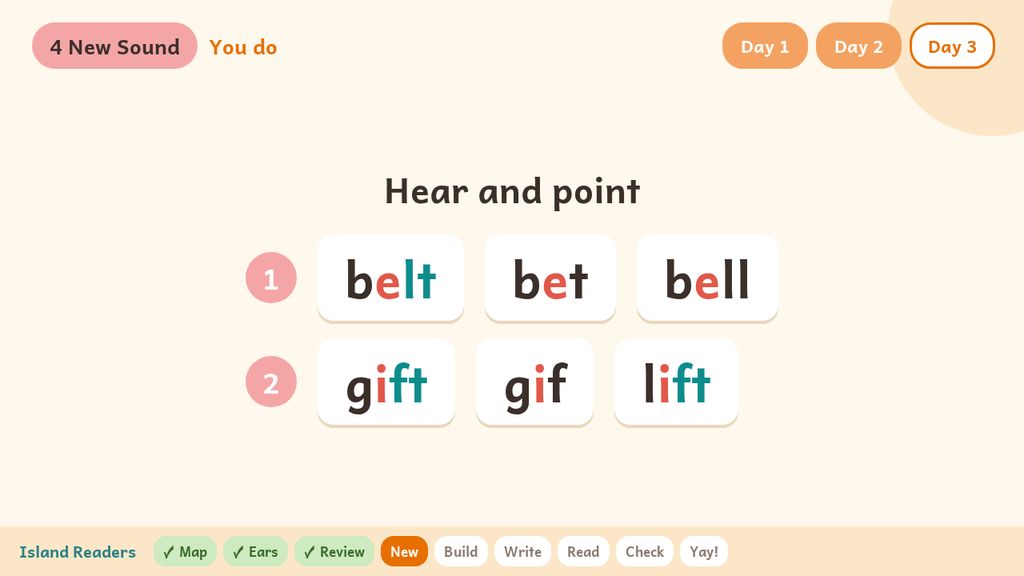 4 New Sound You do Day 1 Day 2 Day 3
Hear and point
1 belt bet bell
2 gift gif lift
Island Readers ✓ Map ✓ Ears ✓ Review New Build Write Read Check Yay!